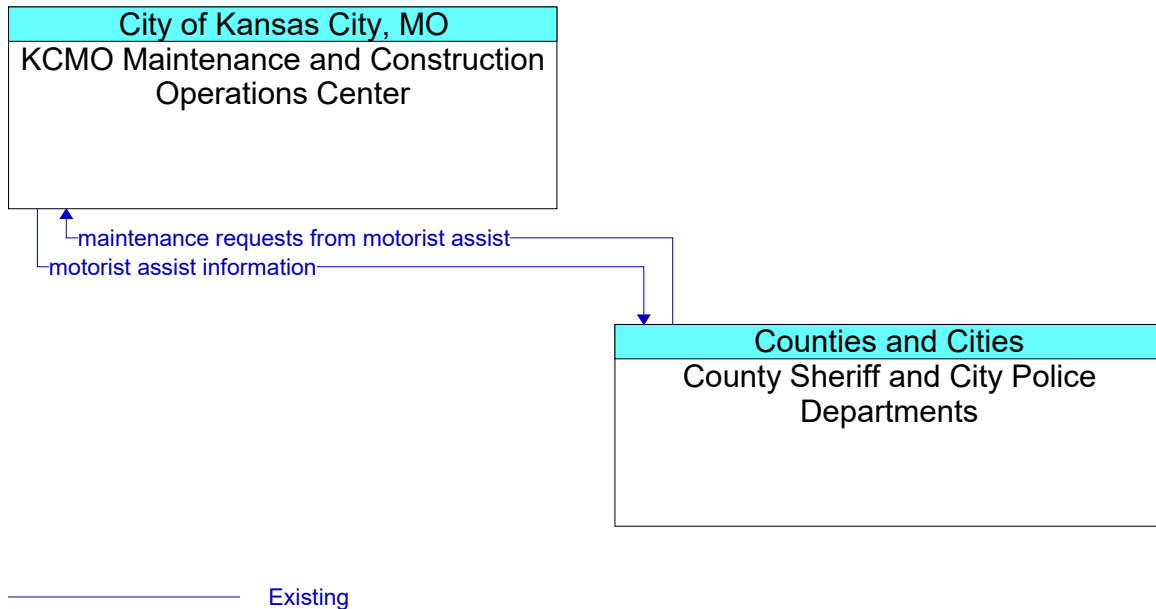 City of Kansas City, MO
KCMO Maintenance and Construction
Operations Center
maintenance requests from motorist assist
motorist assist information
Counties and Cities
County Sheriff and City Police
Departments
Existing